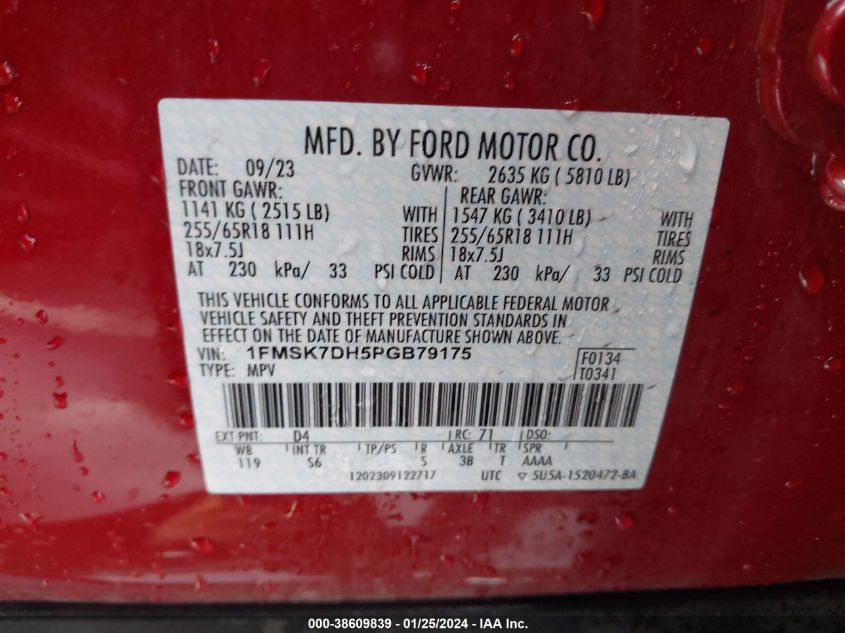 MFD. BY FORD MOTOR CO.
DATE: 09/23 GVWR: 2635 KG ( 5810 LB)
FRONT GAWR: REAR GAWR:
1141 KG ( 2515 LB) WITH 1547 KG ( 3410 LB) WITH
255/65R18 111H TIRES 255/65R18 111H TIRES
18x7.5J RIMS 18x7.5J RIMS
AT 230 kPa/ 33 PSI COLD AT 230 kPa/ 33 PSI COLD
THIS VEHICLE CONFORMS TO ALL APPLICABLE FEDERAL MOTOR
VEHICLE SAFETY AND THEFT PREVENTION STANDARDS IN
EFFECT ON THE DATE OF MANUFACTURE SHOWN ABOVE.
VIN: 1FMSK7DH5PGB79175 F0134
TYPE: MPV T0341
EXT PNT: D4 RC: 71 DSO:
WB INT TR TP/PS R AXLE TR SPR
119 S6 S 3B T AAAA
1202309122717 UTC ▽ 5U5A-1520472-BA
000-38609839 - 01/25/2024 - IAA Inc.